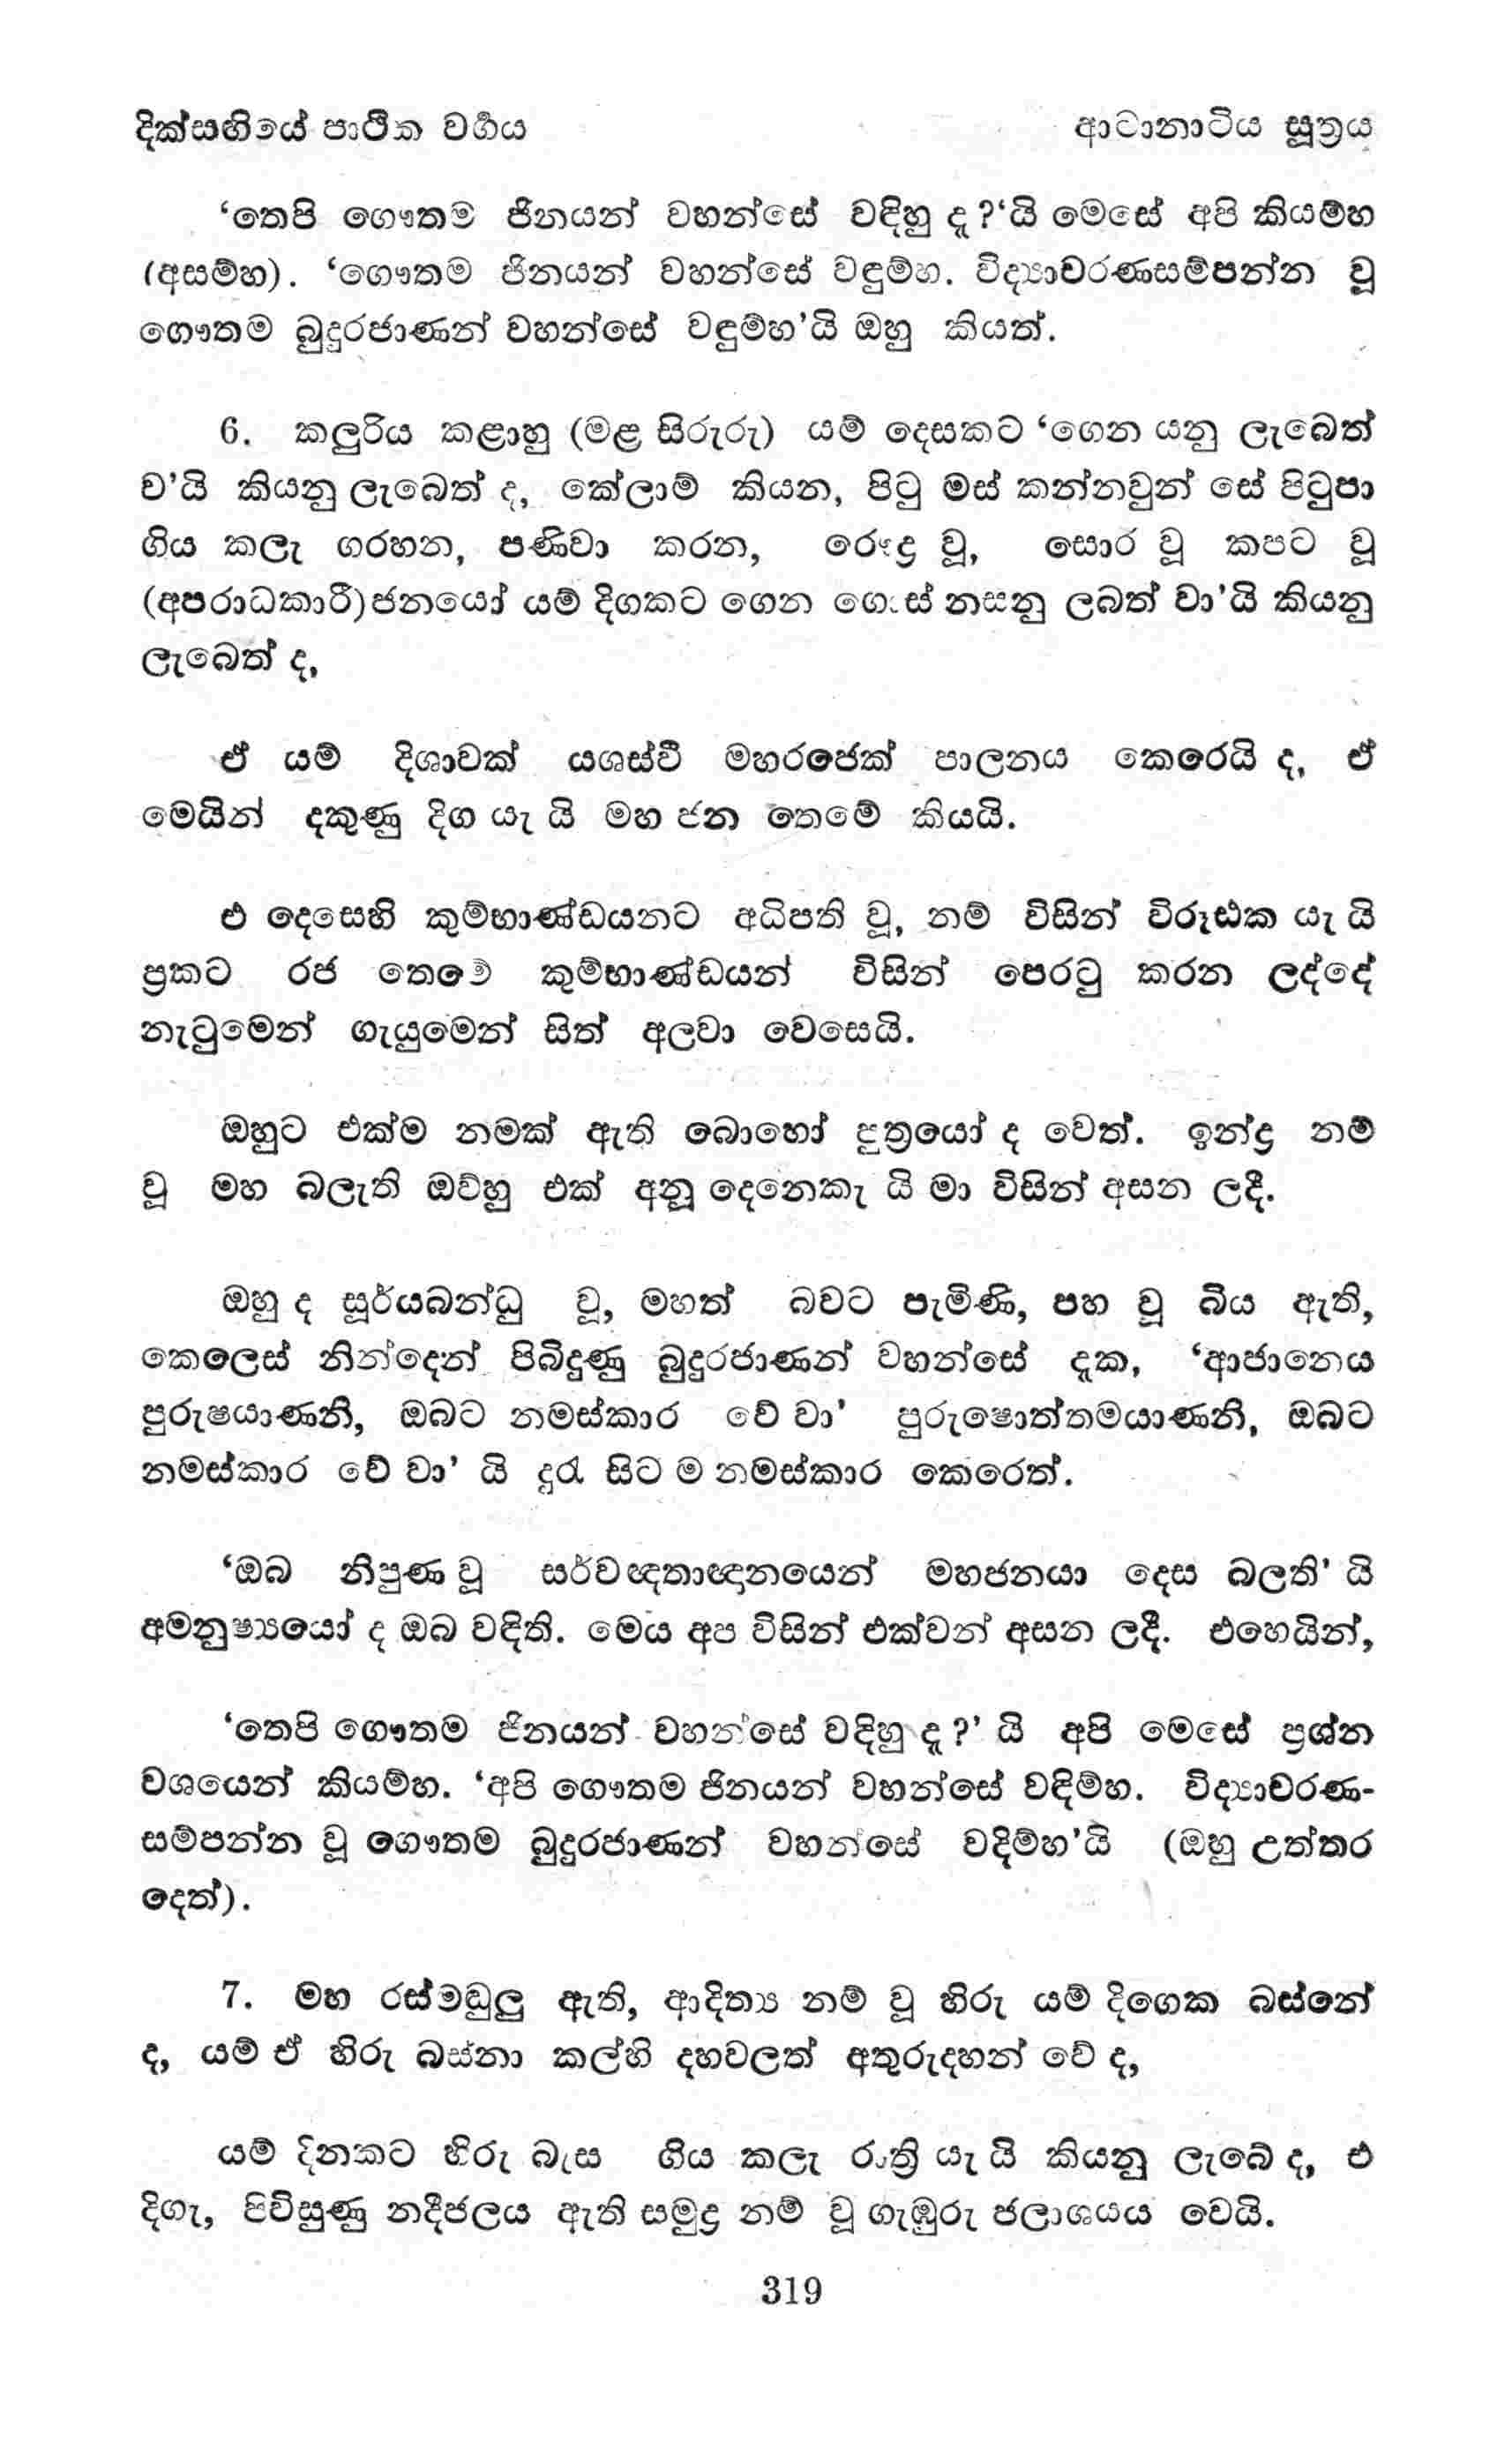 දික්සඟියේ පාථික වර්‍ගය
ආටානාටිය සූත්‍රය
‘තෙපි ගෞතම ජිනයන් වහන්සේ වඳිහු දැ?‘යි මෙසේ අපි කියම්හ
(අසම්හ). ‘ගෞතම ජිනයන් වහන්සේ වඳුම්හ. විද්‍යාචරණසම්පන්න වූ
ගෞතම බුදුරජාණන් වහන්සේ වඳුම්හ’යි ඔහු කියත්.
6. කලුරිය කළාහු (මළ සිරුරු) යම් දෙසකට ‘ගෙන යනු ලැබෙත්
ව’යි කියනු ලැබෙත් ද, කේලාම් කියන, පිටු මස් කන්නවුන් සේ පිටුපා
ගිය කලැ ගරහන, පණිවා කරන, රෞද්‍ර වූ, සොර වූ කපට වූ
(අපරාධකාරී)ජනයෝ යම් දිගකට ගෙන ගොස් නසනු ලබත් වා’යි කියනු
ලැබෙත් ද,
ඒ යම් දිශාවක් යශස්වී මහරජෙක් පාලනය කෙරෙයි ද, ඒ
මෙයින් දකුණු දිග යැ යි මහ ජන තෙමේ කියයි.
එ දෙසෙහි කුම්භාණ්ඩයනට අධිපති වූ, නම් විසින් විරූඪක යැ යි
ප්‍රකට රජ තෙමේ කුම්භාණ්ඩයන් විසින් පෙරටු කරන ලද්දේ
නැටුමෙන් ගැයුමෙන් සිත් අලවා වෙසෙයි.
ඔහුට එක්ම නමක් ඇති බොහෝ පුත්‍රයෝ ද වෙත්. ඉන්ද්‍ර නම්
වූ මහ බලැති ඔව්හු එක් අනූ දෙනෙකැ යි මා විසින් අසන ලදී.
ඔහු ද සූර්යබන්ධු වූ, මහත් බවට පැමිණි, පහ වූ බිය ඇති,
කෙලෙස් නින්දෙන් පිබිදුණු බුදුරජාණන් වහන්සේ දැක, ‘ආජානෙය
පුරුෂයාණනි, ඔබට නමස්කාර වේ වා’ පුරුෂොත්තමයාණනි, ඔබට
නමස්කාර වේ වා’ යි දුරැ සිට ම නමස්කාර කෙරෙත්.
‘ඔබ නිපුණ වූ සර්වඥතාඥානයෙන් මහජනයා දෙස බලති’ යි
අමනුෂ්‍යයෝ ද ඔබ වඳිති. මෙය අප විසින් එක්වන් අසන ලදී. එහෙයින්,
‘තෙපි ගෞතම ජිනයන් වහන්සේ වඳිහු දැ?’ යි අපි මෙසේ ප්‍රශ්න
වශයෙන් කියම්හ. ‘අපි ගෞතම ජිනයන් වහන්සේ වඳිම්හ. විද්‍යාචරණ-
සම්පන්න වූ ගෞතම බුදුරජාණන් වහන්සේ වඳිම්හ’යි (ඔහු උත්තර
දෙත්).
7. මහ රස්මඬුලු ඇති, ආදිත්‍ය නම් වූ හිරු යම් දිගෙක බස්නේ
ද, යම් ඒ හිරු බස්නා කල්හි දහවලත් අතුරුදහන් වේ ද,
යම් දිනකට හිරු බැස ගිය කලැ රාත්‍රි යැ යි කියනු ලැබේ ද, එ
දිගැ, පිවිසුණු නදීජලය ඇති සමුද්‍ර නම් වූ ගැඹුරු ජලාශයය වෙයි.
319